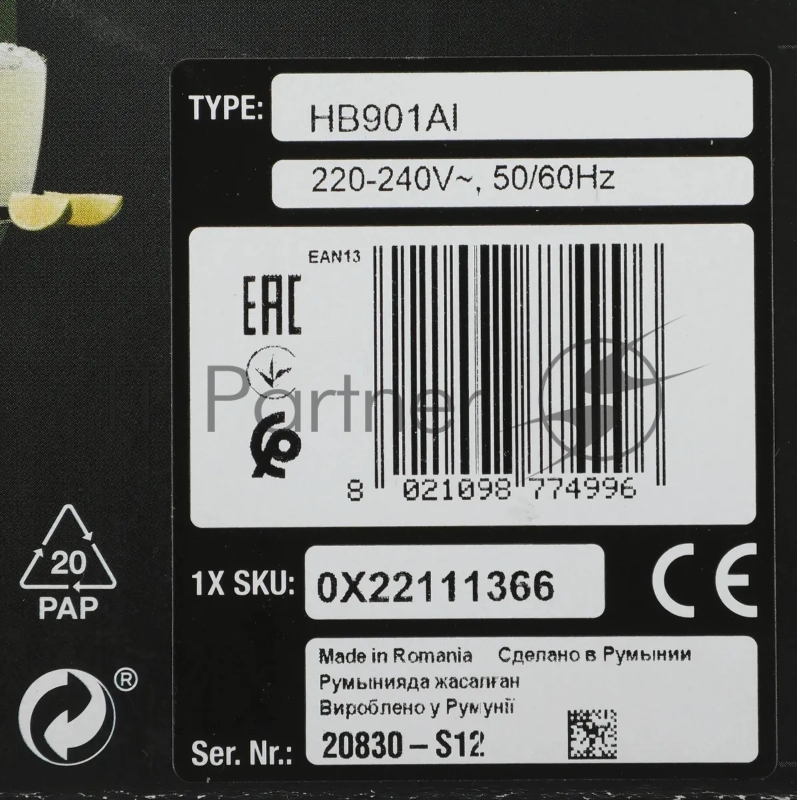 TYPE: HB901AI
220-240V~, 50/60Hz
EAN13
EAC
Partner
8 021098 774996
20
PAP
1X SKU: 0X22111366
CE
®
Made in Romania Сделано в Румынии
Румынияда жасалған
Вироблено у Румунії
Ser. Nr.: 20830 – S12